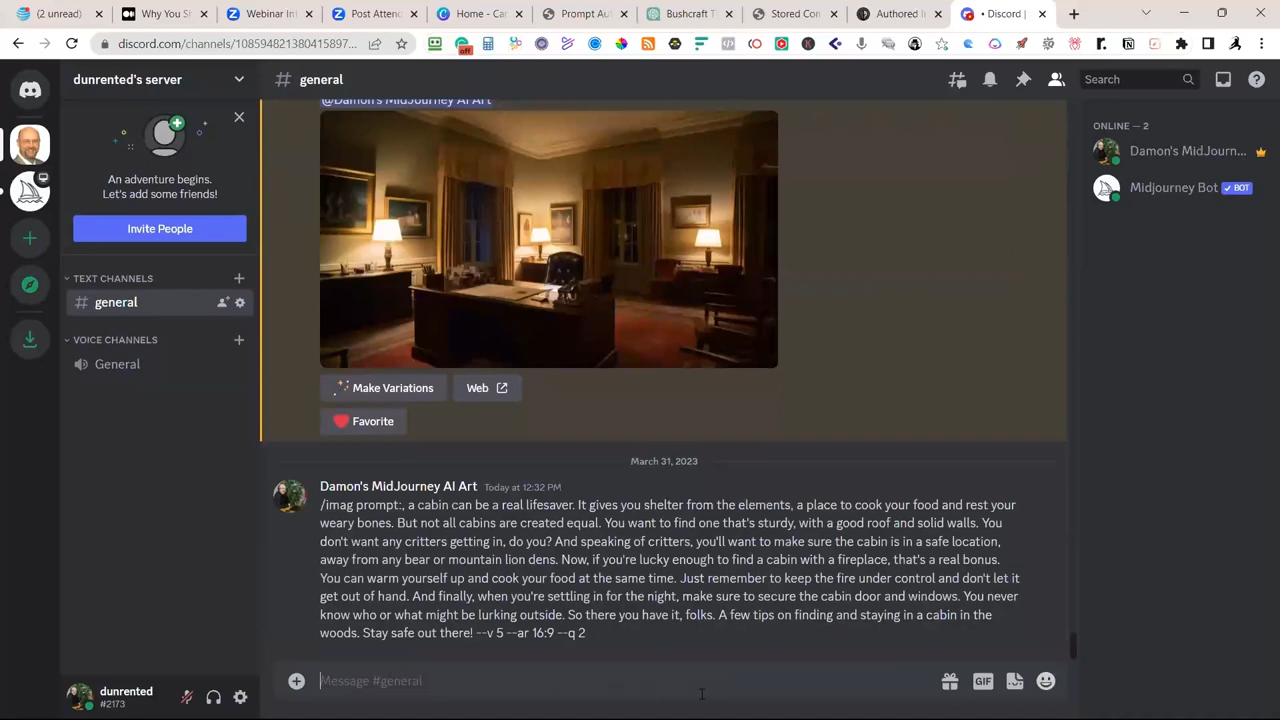 (2 unread)
Why You S
Webinar In
Post Atten
Home - Car
Prompt Au
Bushcraft T
Stored Con
Authored I
• Discord |
discord.com/channels/1085948213804158​97...
off
dunrented's server
# general
Search
An adventure begins.
Let's add some friends!
Invite People
TEXT CHANNELS
general
VOICE CHANNELS
General
@Damon's MidJourney AI Art
Make Variations
Web
Favorite
March 31, 2023
Damon's MidJourney AI Art Today at 12:32 PM
/imag prompt:, a cabin can be a real lifesaver. It gives you shelter from the elements, a place to cook your food and rest your
weary bones. But not all cabins are created equal. You want to find one that's sturdy, with a good roof and solid walls. You
don't want any critters getting in, do you? And speaking of critters, you'll want to make sure the cabin is in a safe location,
away from any bear or mountain lion dens. Now, if you're lucky enough to find a cabin with a fireplace, that's a real bonus.
You can warm yourself up and cook your food at the same time. Just remember to keep the fire under control and don't let it
get out of hand. And finally, when you're settling in for the night, make sure to secure the cabin door and windows. You never
know who or what might be lurking outside. So there you have it, folks. A few tips on finding and staying in a cabin in the
woods. Stay safe out there! --v 5 --ar 16:9 --q 2
Message #general
GIF
ONLINE — 2
Damon's MidJourn...
Midjourney Bot ✓ BOT
dunrented
#2173